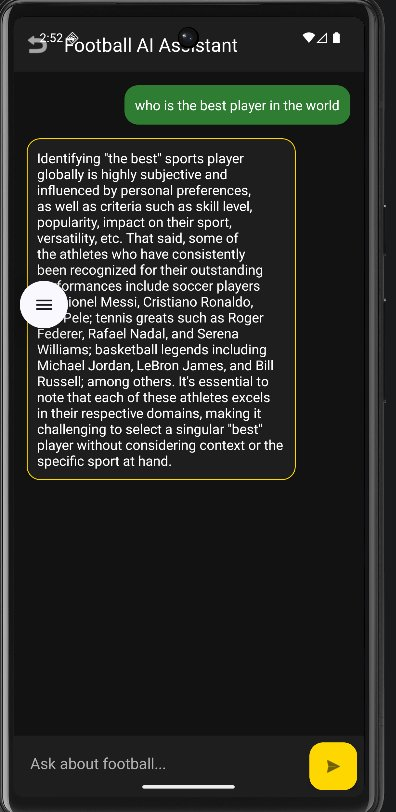 2:52
Football AI Assistant
who is the best player in the world
Identifying "the best" sports player
globally is highly subjective and
influenced by personal preferences,
as well as criteria such as skill level,
popularity, impact on their sport,
versatility, etc. That said, some of
the athletes who have consistently
been recognized for their outstanding
formances include soccer players
ionel Messi, Cristiano Ronaldo,
Pele; tennis greats such as Roger
Federer, Rafael Nadal, and Serena
Williams; basketball legends including
Michael Jordan, LeBron James, and Bill
Russell; among others. It's essential to
note that each of these athletes excels
in their respective domains, making it
challenging to select a singular "best"
player without considering context or the
specific sport at hand.
Ask about football...